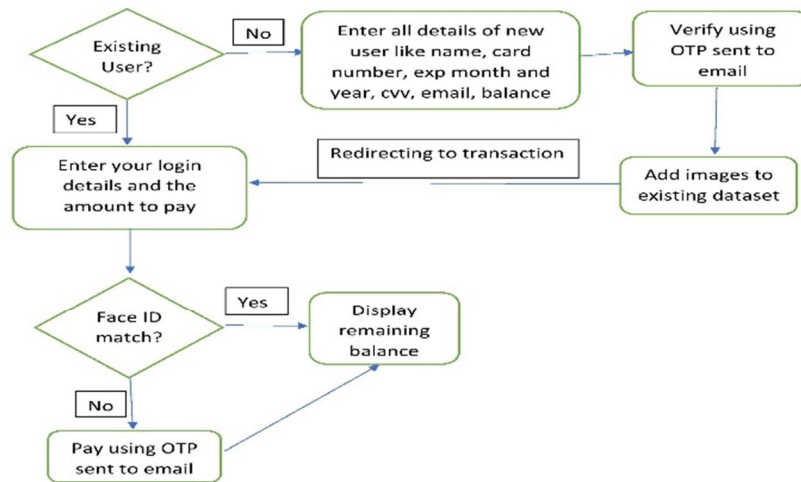 Existing
User?
No
Enter all details of new
user like name, card
number, exp month and
year, cvv, email, balance
Verify using
OTP sent to
email
Yes
Enter your login
details and the
amount to pay
Redirecting to transaction
Add images to
existing dataset
Face ID
match?
Yes
Display
remaining
balance
No
Pay using OTP
sent to email